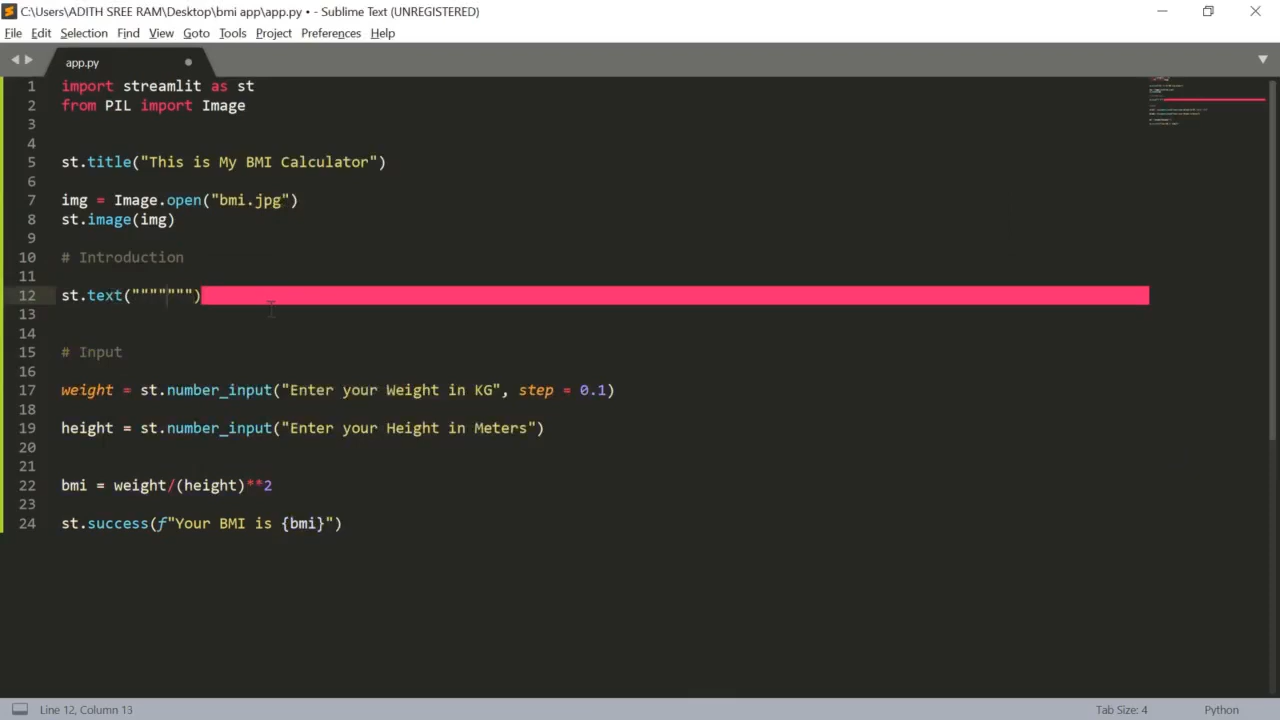 C:\Users\ADITH SREE RAM\Desktop\bmi app\app.py • - Sublime Text (UNREGISTERED)
File Edit Selection Find View Goto Tools Project Preferences Help
app.py
1 import streamlit as st
2 from PIL import Image
3
4
5 st.title("This is My BMI Calculator")
6
7 img = Image.open("bmi.jpg")
8 st.image(img)
9
10 # Introduction
11
12 st.text(""""""")
13
14
15 # Input
16
17 weight = st.number_input("Enter your Weight in KG", step = 0.1)
18
19 height = st.number_input("Enter your Height in Meters")
20
21
22 bmi = weight/(height)**2
23
24 st.success(f"Your BMI is {bmi}")
Line 12, Column 13 Tab Size: 4 Python